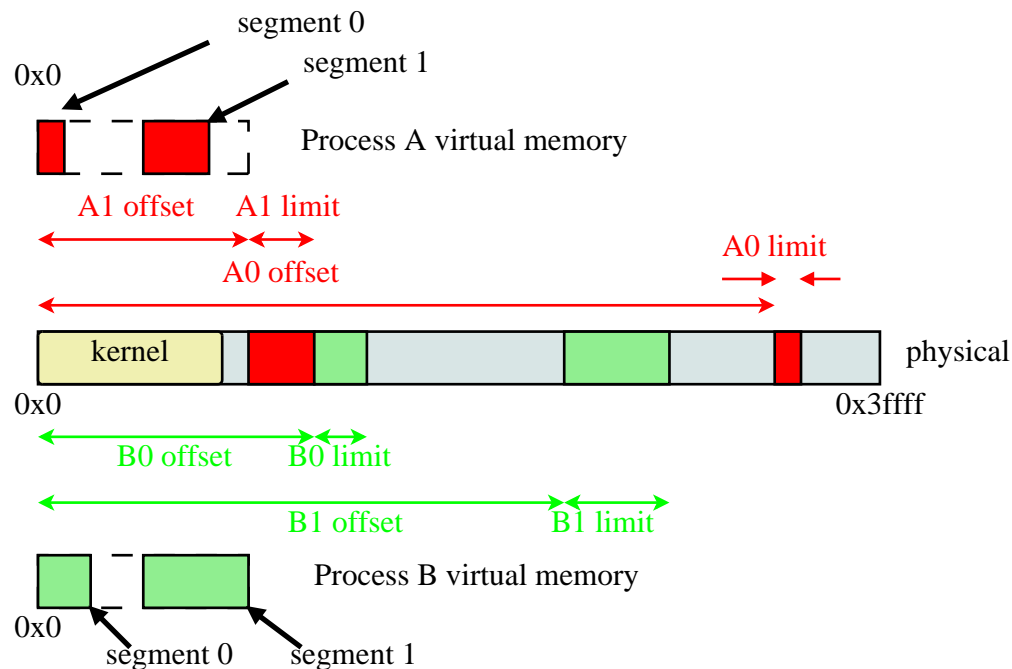 segment 0
segment 1
0x0
Process A virtual memory
A1 offset
A1 limit
A0 limit
A0 offset
kernel
physical
0x0
0x3ffff
B0 offset
B0 limit
B1 offset
B1 limit
Process B virtual memory
0x0
segment 0
segment 1